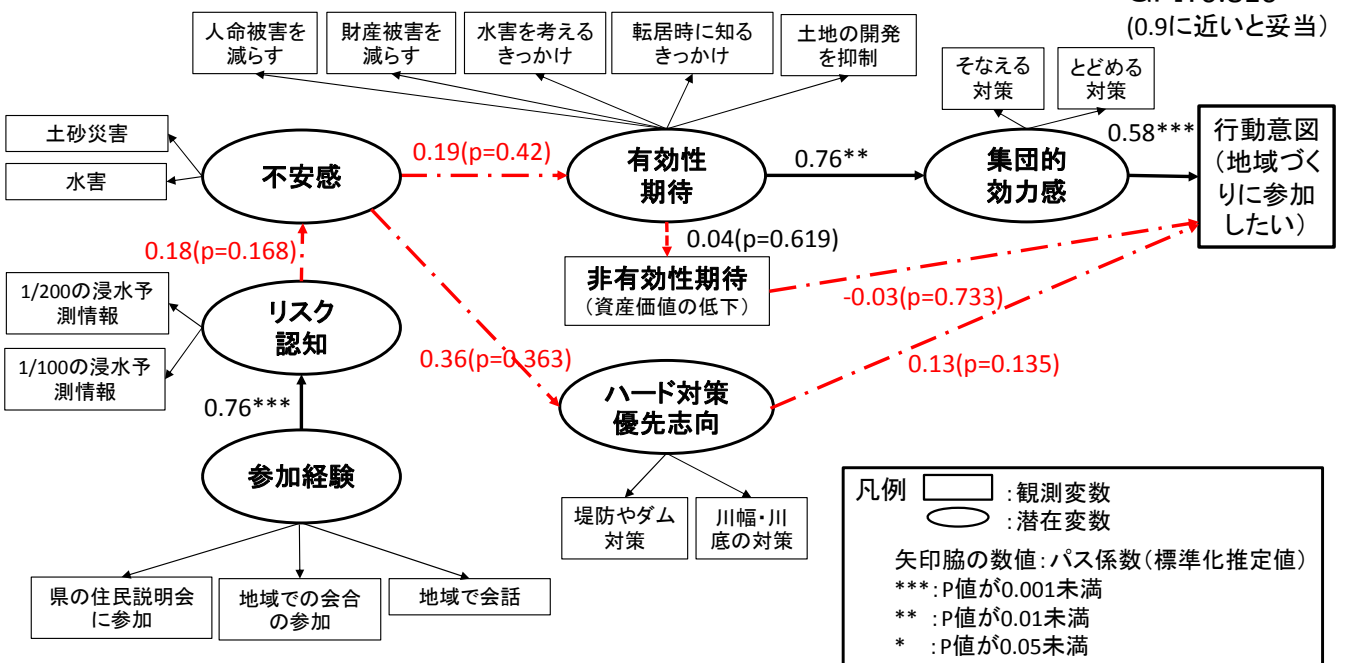 (0.9に近いと妥当)
人命被害を
減らす
財産被害を
減らす
水害を考える
きっかけ
転居時に知る
きっかけ
土地の開発
を抑制
そなえる
対策
とどめる
対策
土砂災害
水害
不安感
0.19(p=0.42)
有効性
期待
0.76**
集団的
効力感
0.58***
行動意図
(地域づく
りに参加
したい)
0.18(p=0.168)
0.04(p=0.619)
非有効性期待
(資産価値の低下)
-0.03(p=0.733)
1/200の浸水予
測情報
1/100の浸水予
測情報
リスク
認知
0.36(p=0.363)
0.13(p=0.135)
ハード対策
優先志向
0.76***
参加経験
堤防やダム
対策
川幅・川
底の対策
県の住民説明会
に参加
地域での会合
の参加
地域で会話
凡例
:観測変数
:潜在変数
矢印脇の数値:パス係数(標準化推定値)
***:P値が0.001未満
** :P値が0.01未満
* :P値が0.05未満